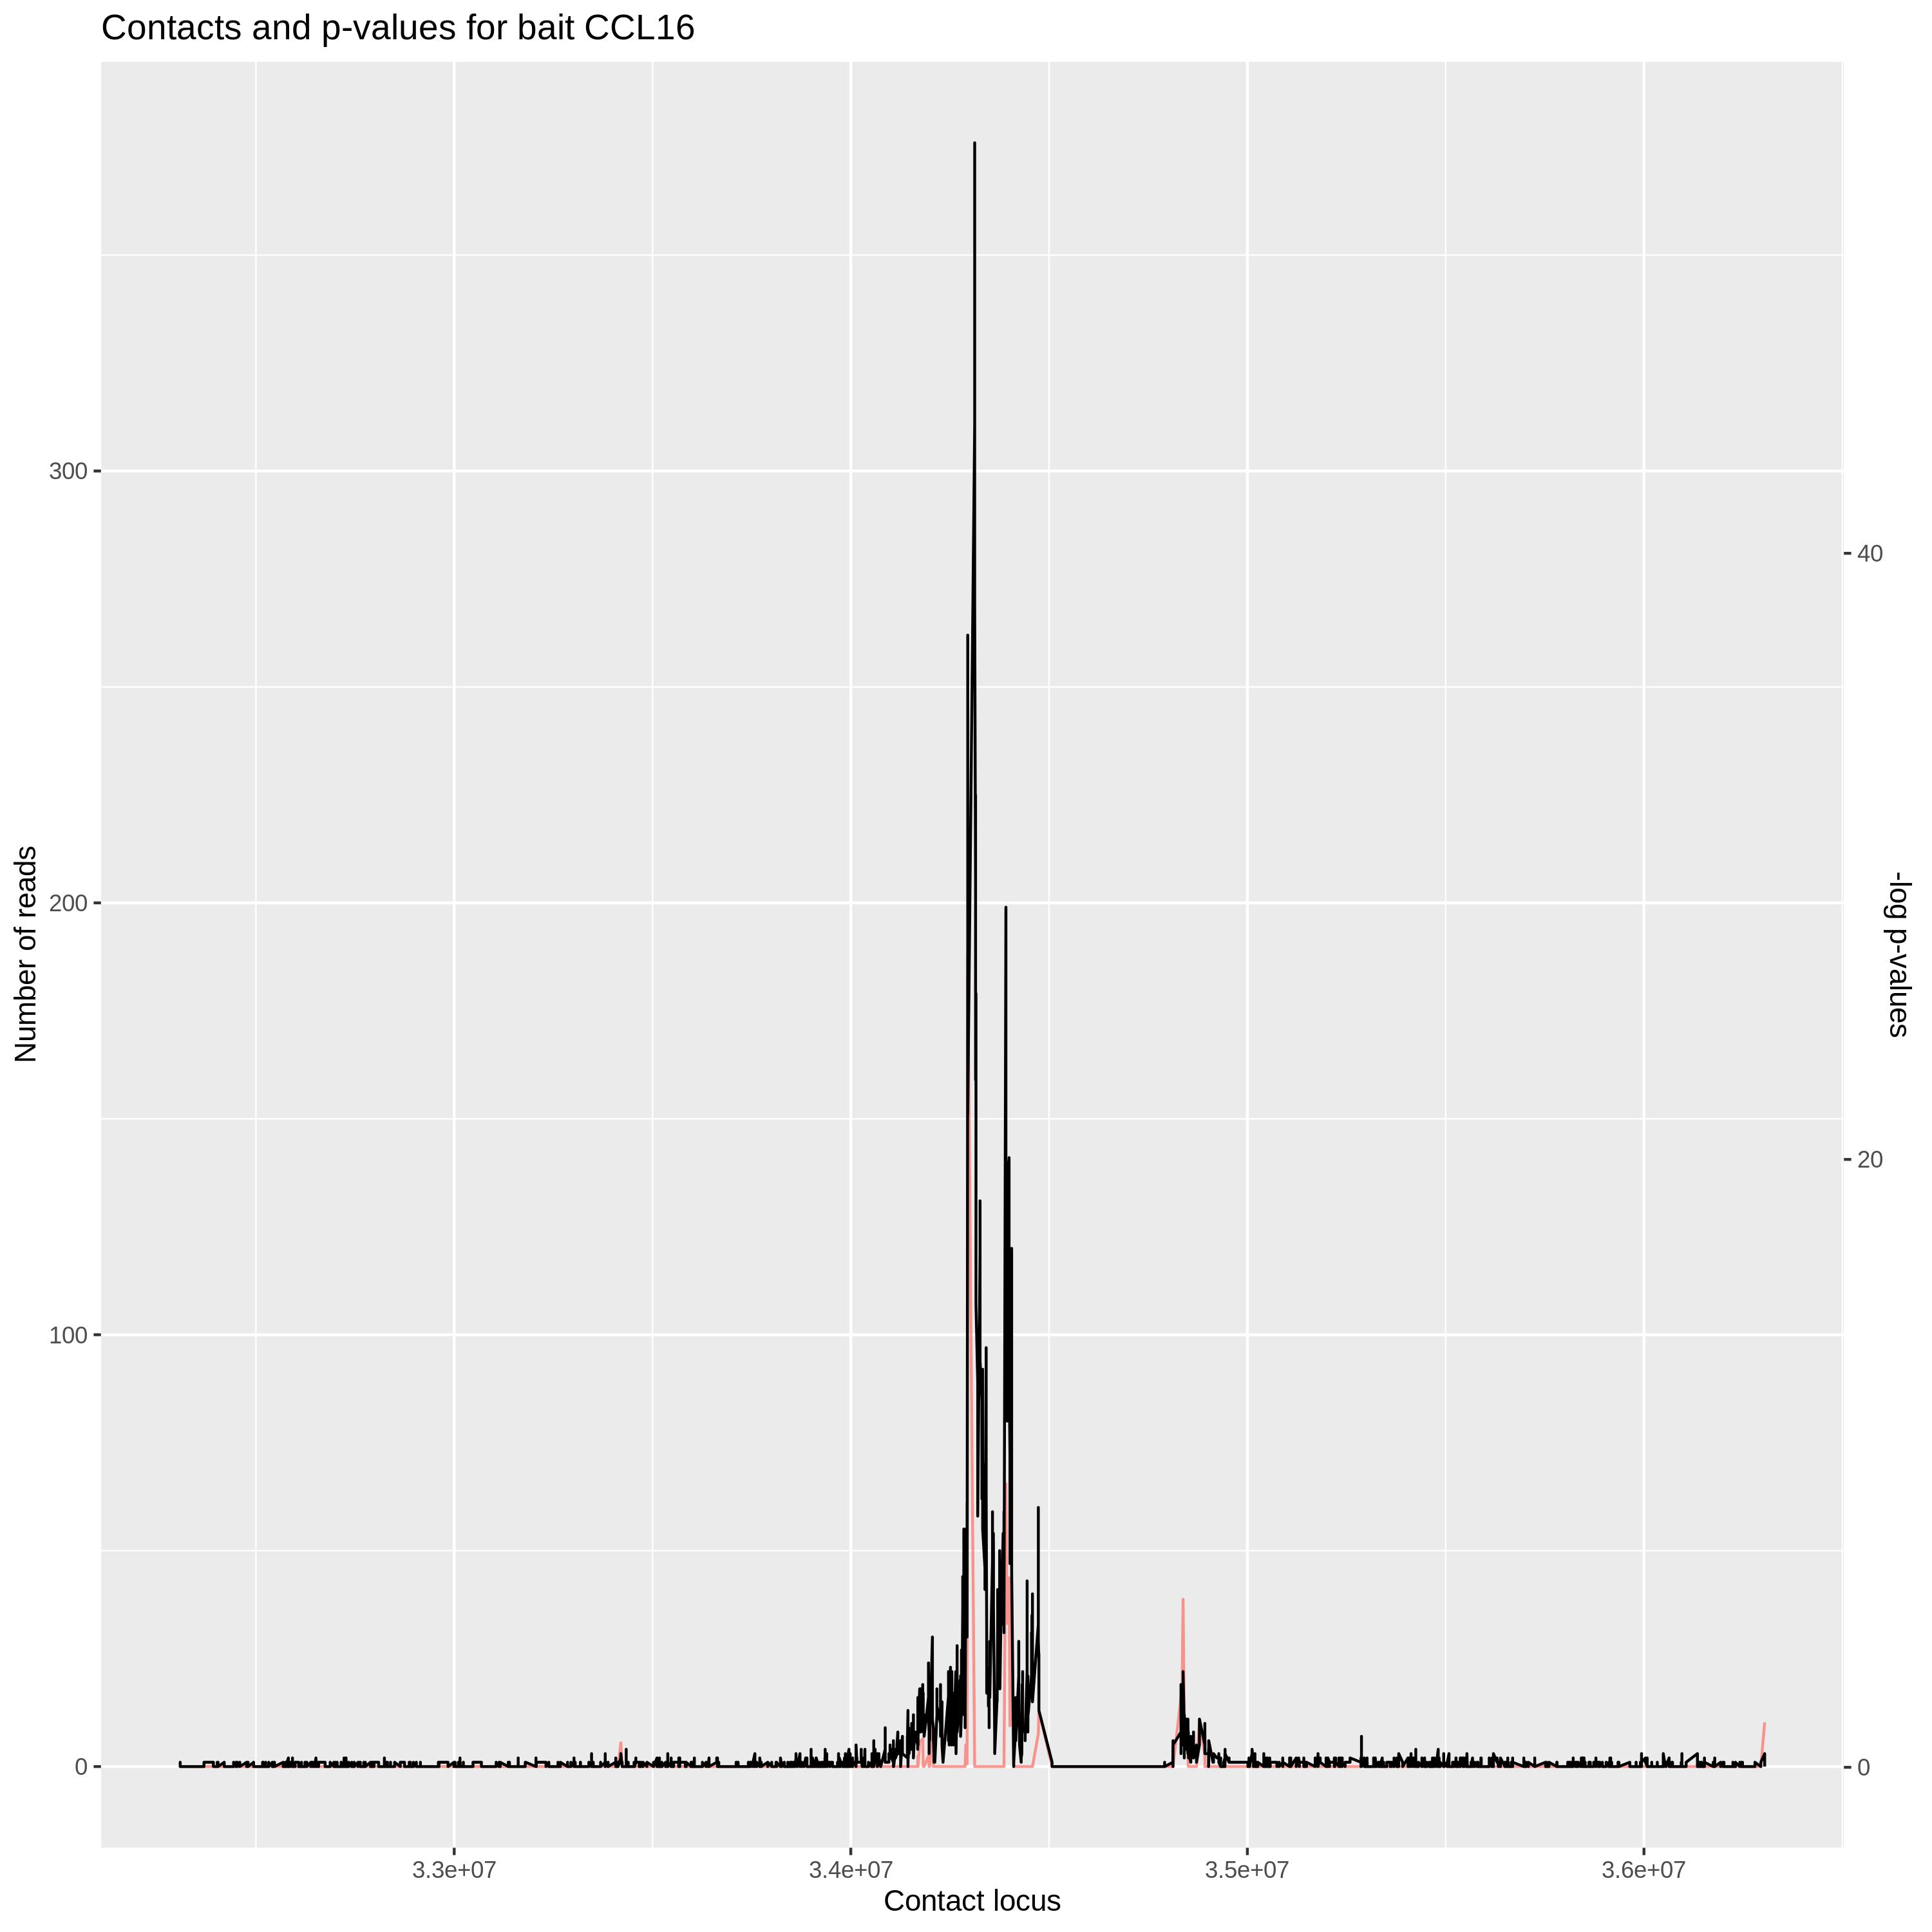 Contacts and p-values for bait CCL16
300
200
100
0
Number of reads
40
20
0
-log p-values
3.3e+07
3.4e+07
3.5e+07
3.6e+07
Contact locus